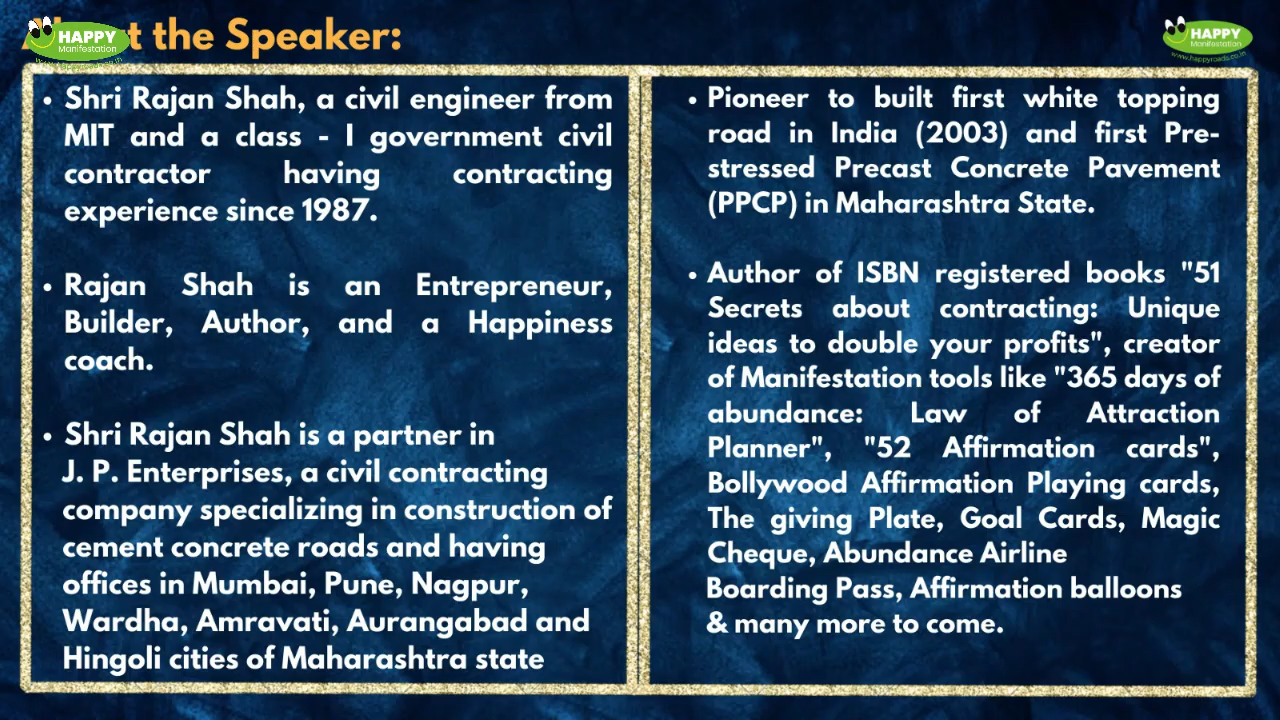 t the Speaker:
HAPPY
Manifestation
HAPPY
Manifestation
www.happyroads.co.in
• Shri Rajan Shah, a civil engineer from
MIT and a class - I government civil
contractor having contracting
experience since 1987.
• Rajan Shah is an Entrepreneur,
Builder, Author, and a Happiness
coach.
• Shri Rajan Shah is a partner in
J. P. Enterprises, a civil contracting
company specializing in construction of
cement concrete roads and having
offices in Mumbai, Pune, Nagpur,
Wardha, Amravati, Aurangabad and
Hingoli cities of Maharashtra state
• Pioneer to built first white topping
road in India (2003) and first Pre-
stressed Precast Concrete Pavement
(PPCP) in Maharashtra State.
• Author of ISBN registered books "51
Secrets about contracting: Unique
ideas to double your profits", creator
of Manifestation tools like "365 days of
abundance: Law of Attraction
Planner", "52 Affirmation cards",
Bollywood Affirmation Playing cards,
The giving Plate, Goal Cards, Magic
Cheque, Abundance Airline
Boarding Pass, Affirmation balloons
& many more to come.